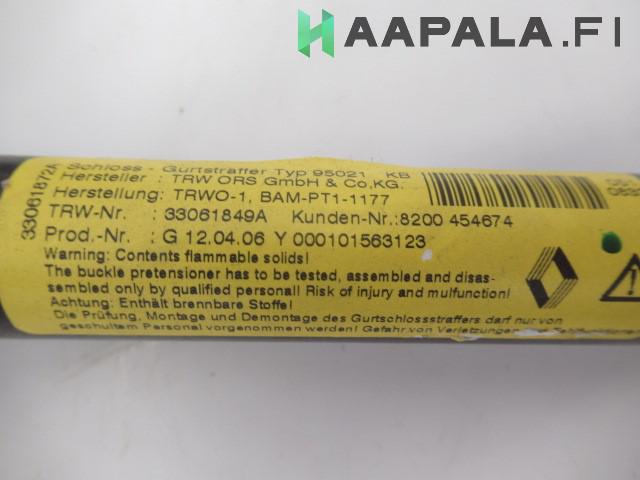 HAAPALA.FI
33061872A
Schloss - Gurtstraffer Typ 95021 KB
Hersteller : TRW ORS GmbH & Co,KG.
Herstellung: TRWO-1, BAM-PT1-1177
TRW-Nr. : 33061849A Kunden-Nr.:8200 454674
Prod.-Nr. : G 12.04.06 Y 000101563123
Warning: Contents flammable solids!
The buckle pretensioner has to be tested, assembled and disas-
sembled only by qualified personall Risk of injury and mulfunction!
Achtung: Enthält brennbare Stoffe!
Die Prüfung, Montage und Demontage des Gurtschlossstraffers darf nur von
geschultem Personal vorgenommen werden! Gefahr von Verletzungen